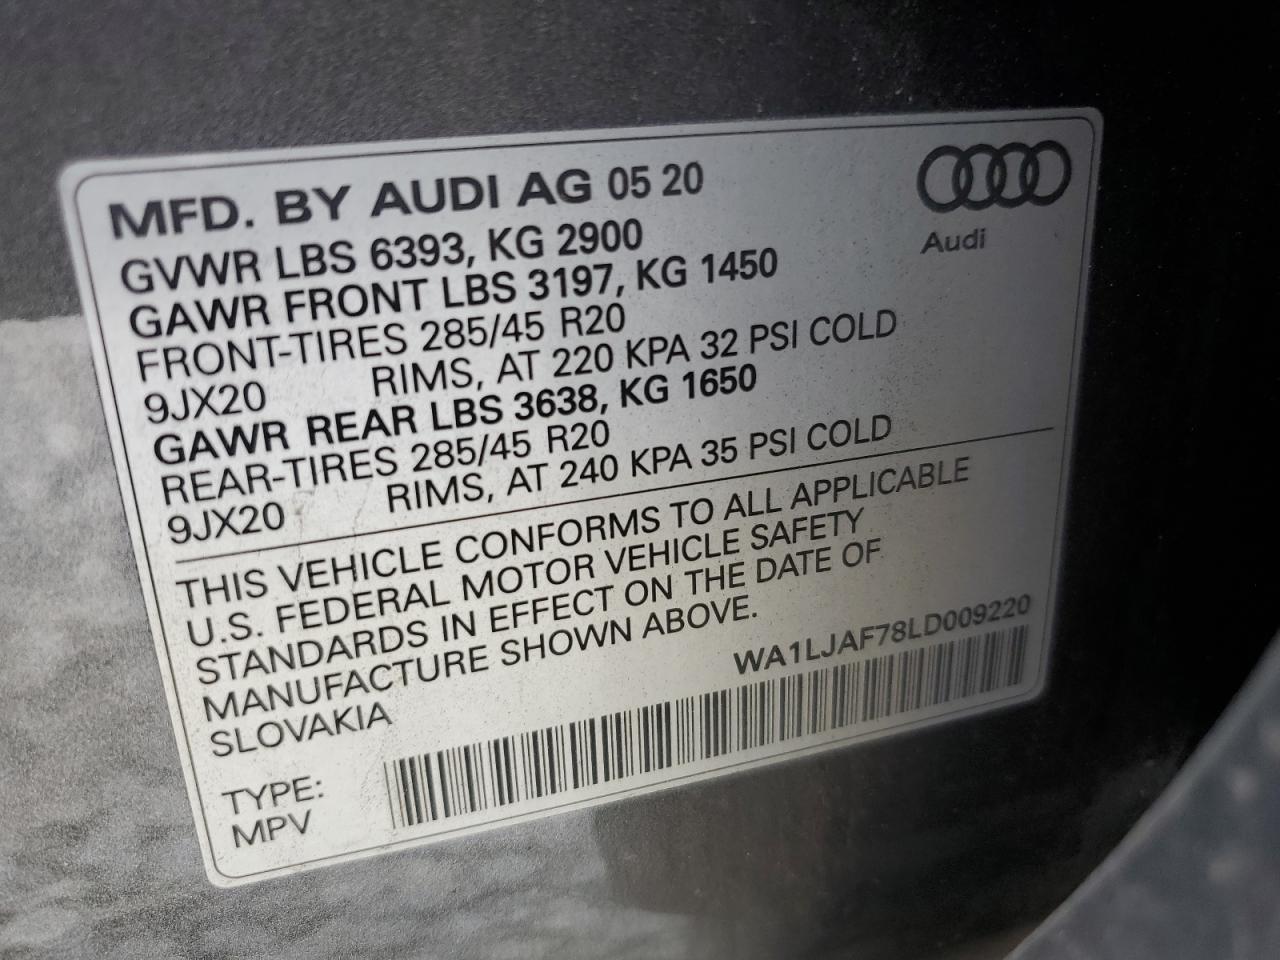 MFD. BY AUDI AG 05 20
Audi
GVWR LBS 6393, KG 2900
GAWR FRONT LBS 3197, KG 1450
FRONT-TIRES 285/45 R20
9JX20 RIMS, AT 220 KPA 32 PSI COLD
GAWR REAR LBS 3638, KG 1650
REAR-TIRES 285/45 R20
9JX20 RIMS, AT 240 KPA 35 PSI COLD
THIS VEHICLE CONFORMS TO ALL APPLICABLE
U.S. FEDERAL MOTOR VEHICLE SAFETY
STANDARDS IN EFFECT ON THE DATE OF
MANUFACTURE SHOWN ABOVE.
SLOVAKIA
WA1LJAF78LD009220
TYPE:
MPV